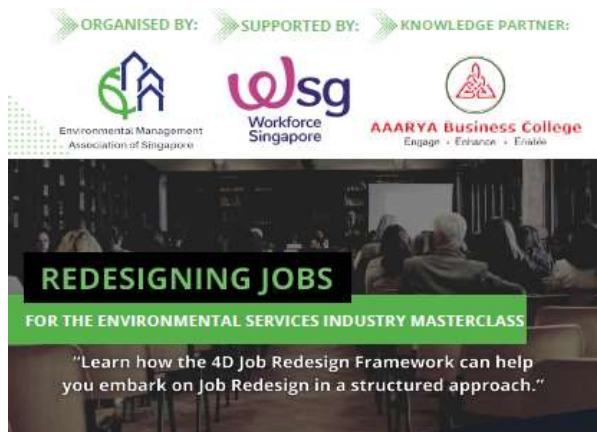 ORGANISED BY:
SUPPORTED BY:
KNOWLEDGE PARTNER:
Environmental Management
Association of Singapore
wsg
Workforce
Singapore
AAARYA Business College
Engage • Enhance • Enable
REDESIGNING JOBS
FOR THE ENVIRONMENTAL SERVICES INDUSTRY MASTERCLASS
“Learn how the 4D Job Redesign Framework can help
you embark on Job Redesign in a structured approach.”